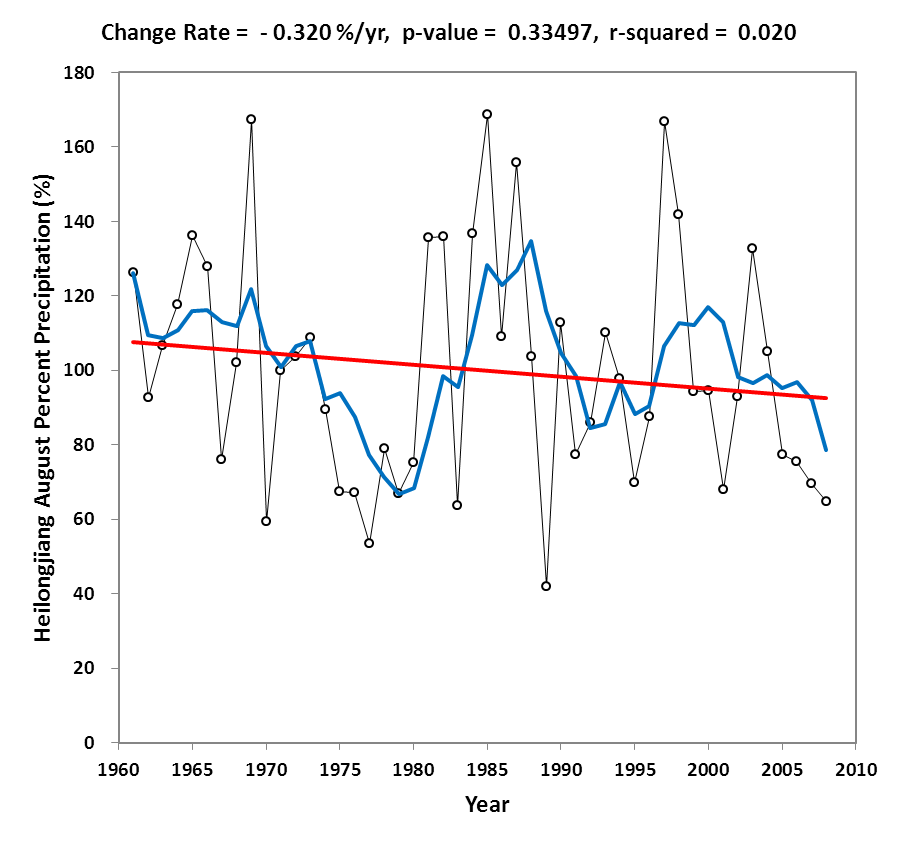 Change Rate = - 0.320 %/yr, p-value = 0.33497, r-squared = 0.020
Heilongjiang August Percent Precipitation (%)
180
160
140
120
100
80
60
40
20
0
1960 1965 1970 1975 1980 1985 1990 1995 2000 2005 2010
Year